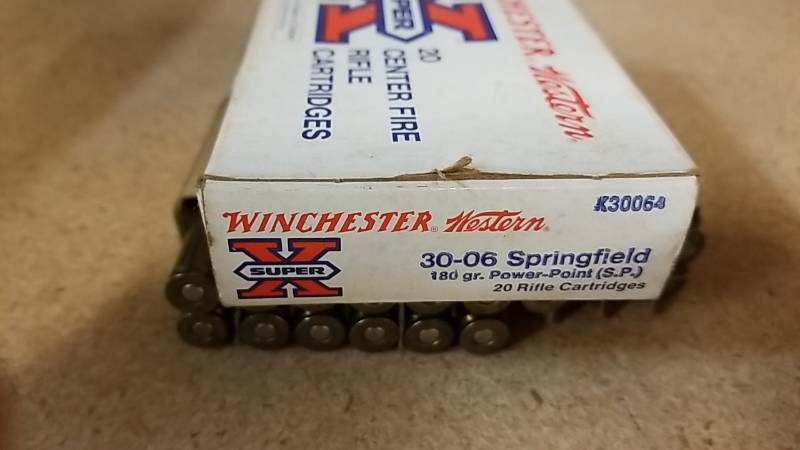 WINCHESTER Western
X
SUPER
20
CENTER FIRE
RIFLE
CARTRIDGES
WINCHESTER® Western®
K30064
X
SUPER
30-06 Springfield
180 gr. Power-Point (S.P.)
20 Rifle Cartridges